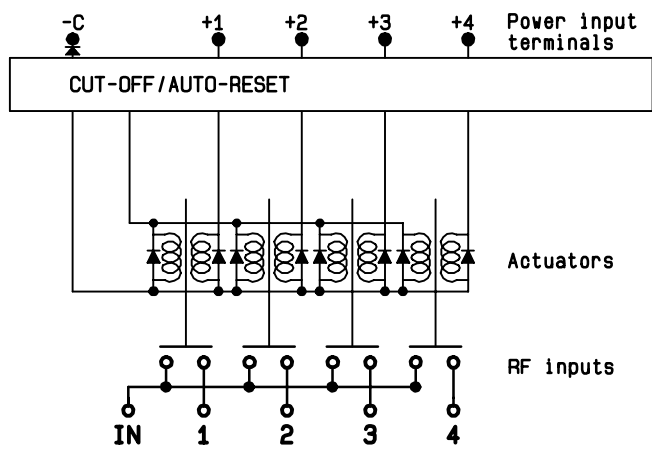 -C +1 +2 +3 +4 Power input
terminals
CUT-OFF/AUTO-RESET
Actuators
RF inputs
IN 1 2 3 4